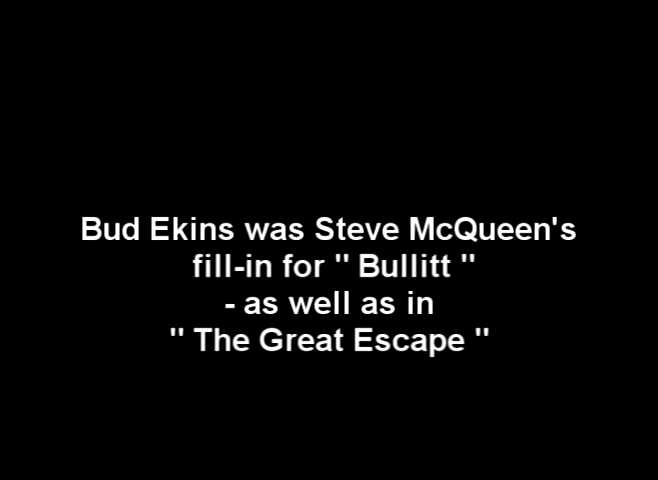 Bud Ekins was Steve McQueen's
fill-in for " Bullitt "
- as well as in
" The Great Escape "